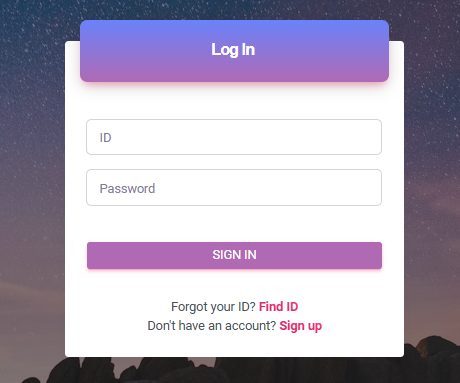 Log In
ID
Password
SIGN IN
Forgot your ID? Find ID
Don't have an account? Sign up